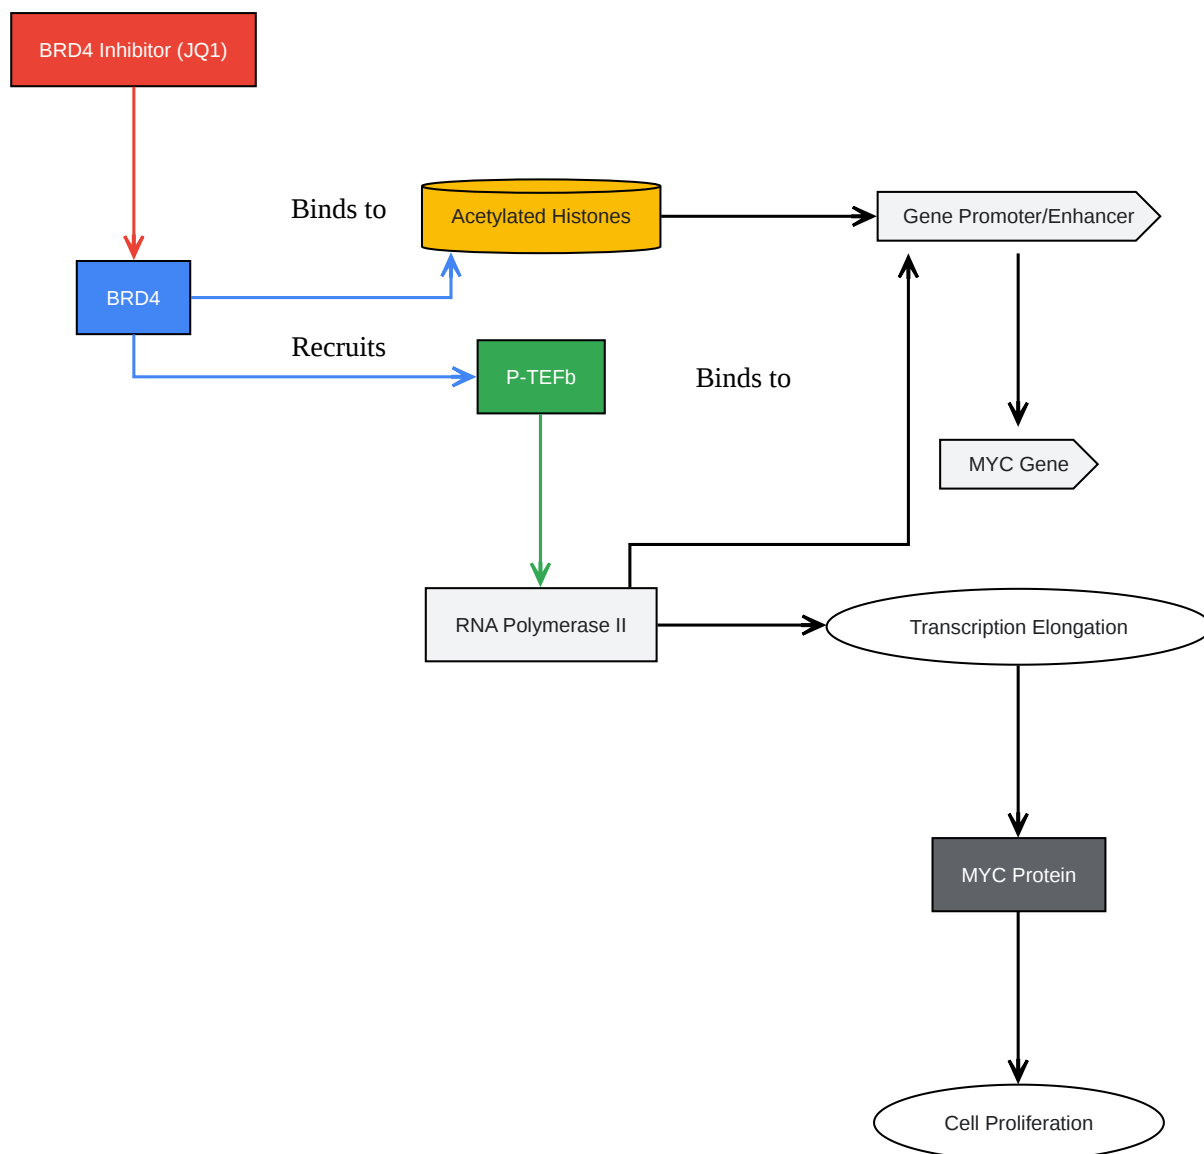 BRD4 Inhibitor (JQ1)
Binds to
Acetylated Histones
Gene Promoter/Enhancer
BRD4
Recruits
P-TEFb
Binds to
MYC Gene
RNA Polymerase II
Transcription Elongation
MYC Protein
Cell Proliferation